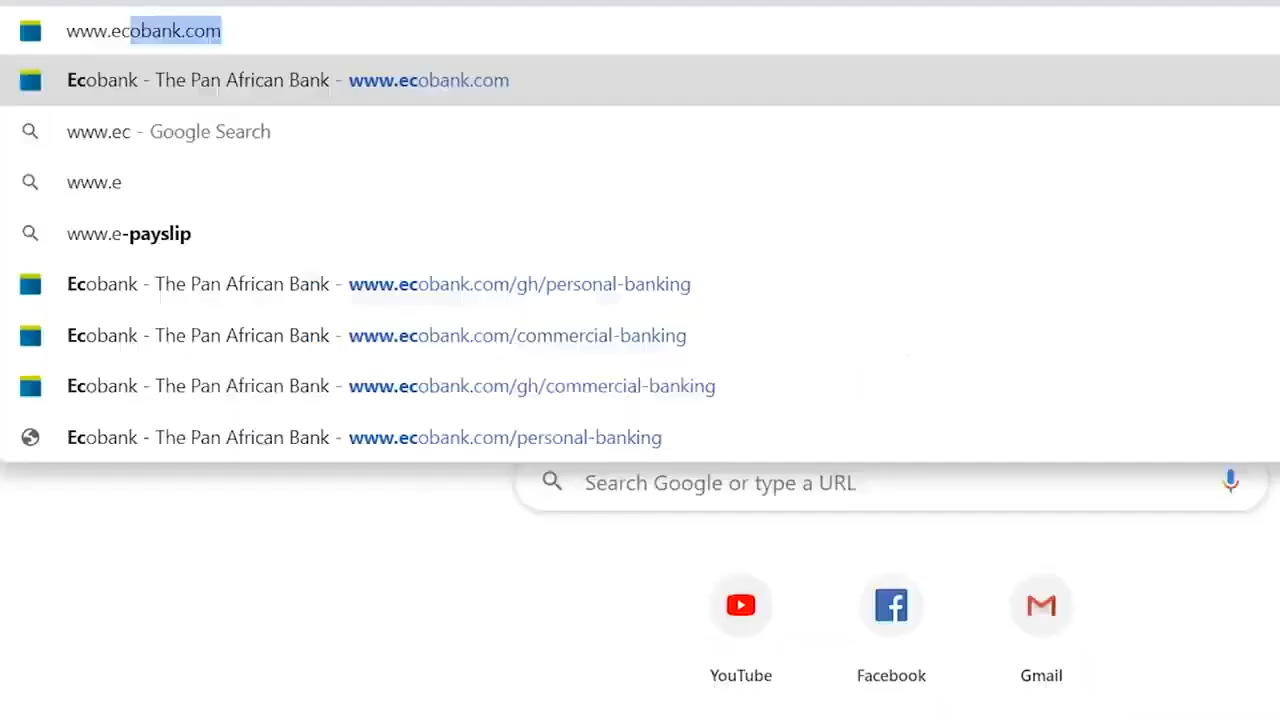 www.ecobank.com
Ecobank - The Pan African Bank - www.ecobank.com
www.ec - Google Search
www.e
www.e-payslip
Ecobank - The Pan African Bank - www.ecobank.com/gh/personal-banking
Ecobank - The Pan African Bank - www.ecobank.com/commercial-banking
Ecobank - The Pan African Bank - www.ecobank.com/gh/commercial-banking
Ecobank - The Pan African Bank - www.ecobank.com/personal-banking
Search Google or type a URL
YouTube Facebook Gmail